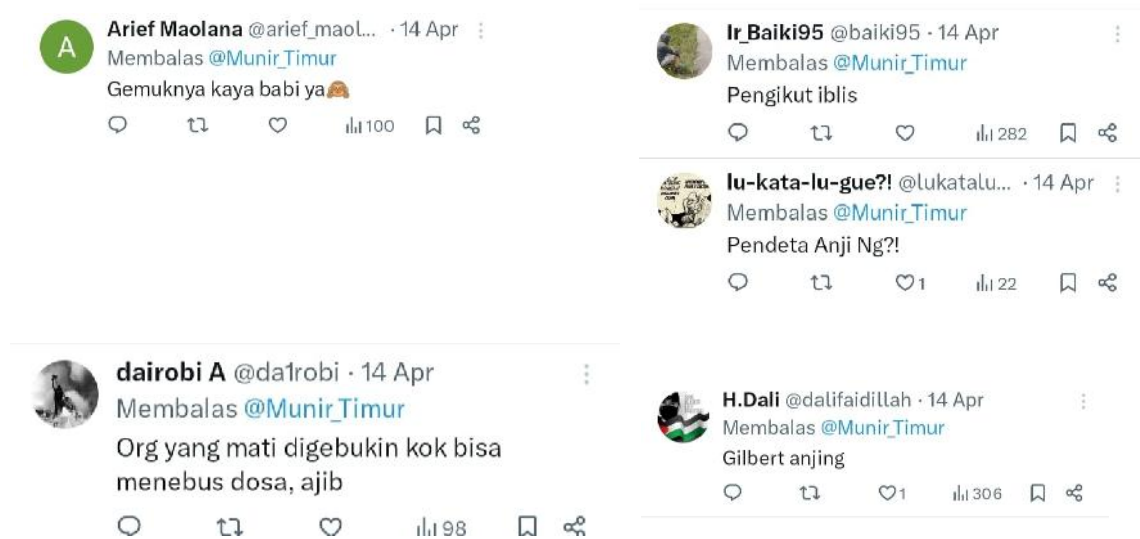 Arief Maolana @arief_maol... · 14 Apr
Membalas @Munir_Timur
Gemuknya kaya babi ya🙈
100
dairobi A @da1robi · 14 Apr
Membalas @Munir_Timur
Org yang mati digebukin kok bisa
menebus dosa, ajib
98
Ir_Baiki95 @baiki95 · 14 Apr
Membalas @Munir_Timur
Pengikut iblis
282
lu-kata-lu-gue?! @lukatalu... · 14 Apr
Membalas @Munir_Timur
Pendeta Anji Ng?!
1 22
H.Dali @dalifaidillah · 14 Apr
Membalas @Munir_Timur
Gilbert anjing
1 306